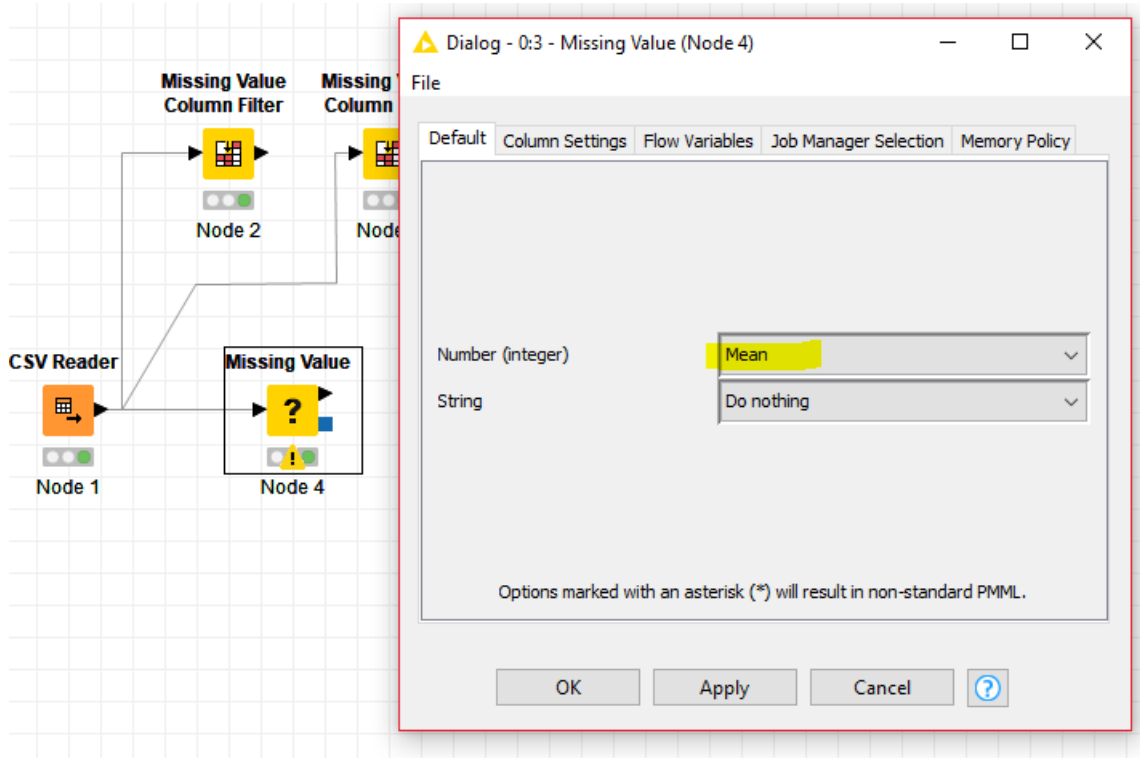 Missing Value
Column Filter
Missing
Column
Node 2
Node
CSV Reader
Missing Value
?
!
Node 1
Node 4
Dialog - 0:3 - Missing Value (Node 4)
File
Default Column Settings Flow Variables Job Manager Selection Memory Policy
Number (integer) Mean
String Do nothing
Options marked with an asterisk (*) will result in non-standard PMML.
OK Apply Cancel ?